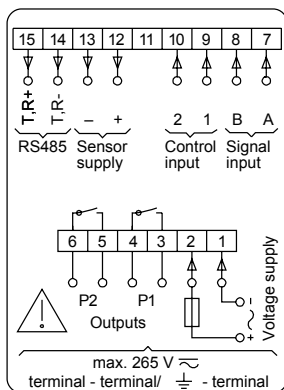 15 14 13 12 11 10 9 8 7
T,R+ T,R- – + 2 1 B A
RS485 Sensor supply Control input Signal input
6 5 4 3 2 1
P2 P1
Outputs
– ~ +
Voltage supply
max. 265 V
terminal - terminal/ - terminal